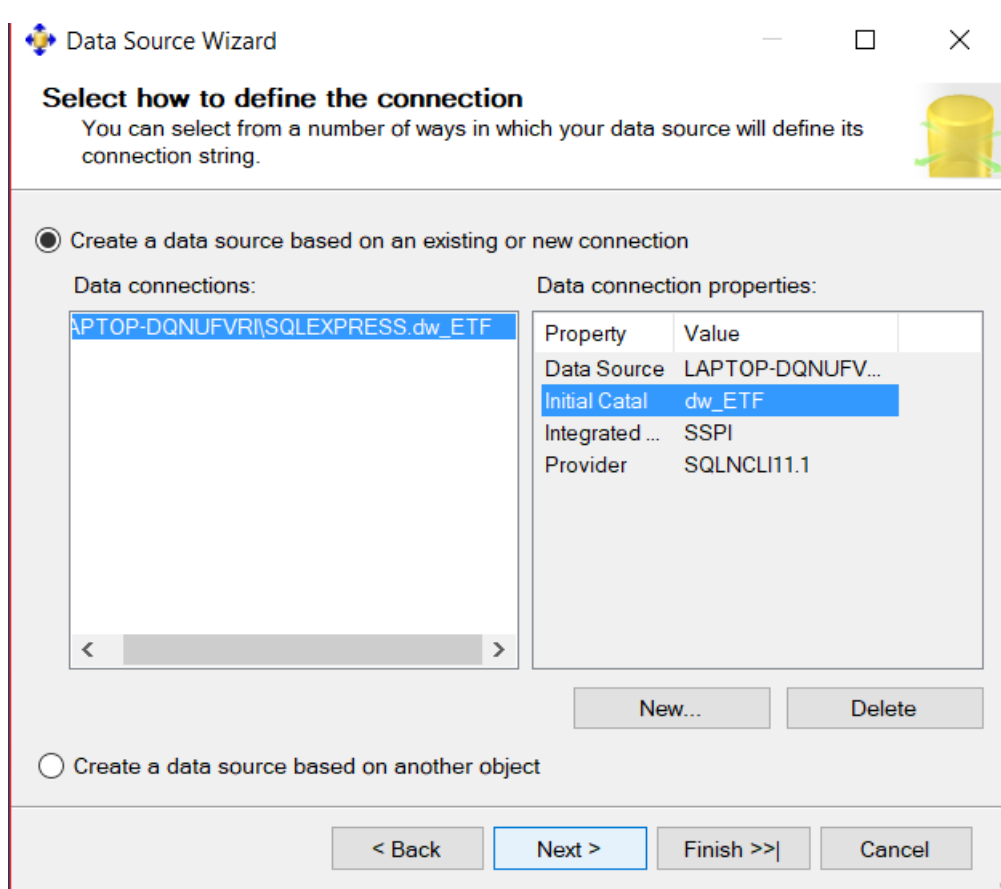 Data Source Wizard
Select how to define the connection
You can select from a number of ways in which your data source will define its
connection string.
Create a data source based on an existing or new connection
Data connections:
APTOP-DQNUFVRI\SQLEXPRESS.dw_ETF
Data connection properties:
Property Value
Data Source LAPTOP-DQNUFV...
Initial Catal dw_ETF
Integrated ... SSPI
Provider SQLNCLI11.1
New... Delete
Create a data source based on another object
< Back Next > Finish >>| Cancel